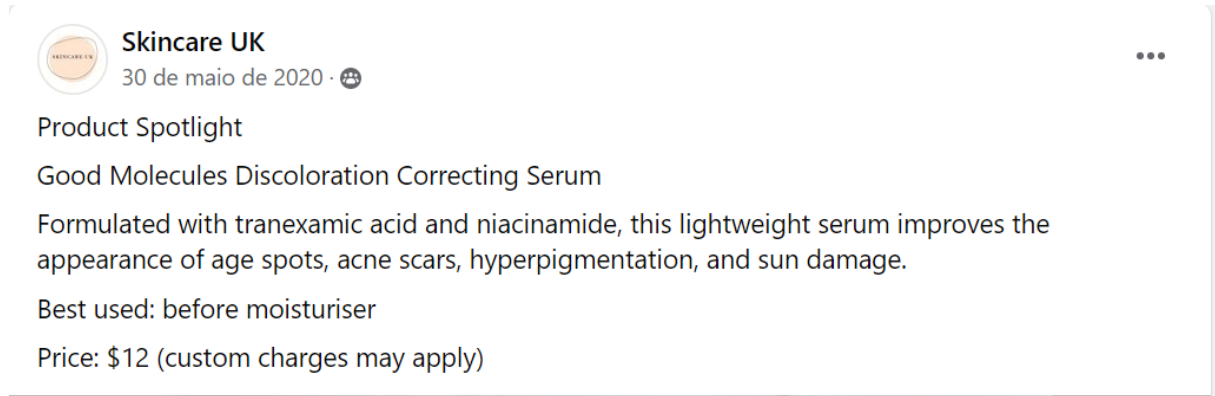 Skincare UK
30 de maio de 2020 ·
Product Spotlight
Good Molecules Discoloration Correcting Serum
Formulated with tranexamic acid and niacinamide, this lightweight serum improves the
appearance of age spots, acne scars, hyperpigmentation, and sun damage.
Best used: before moisturiser
Price: $12 (custom charges may apply)
SKINCARE UK